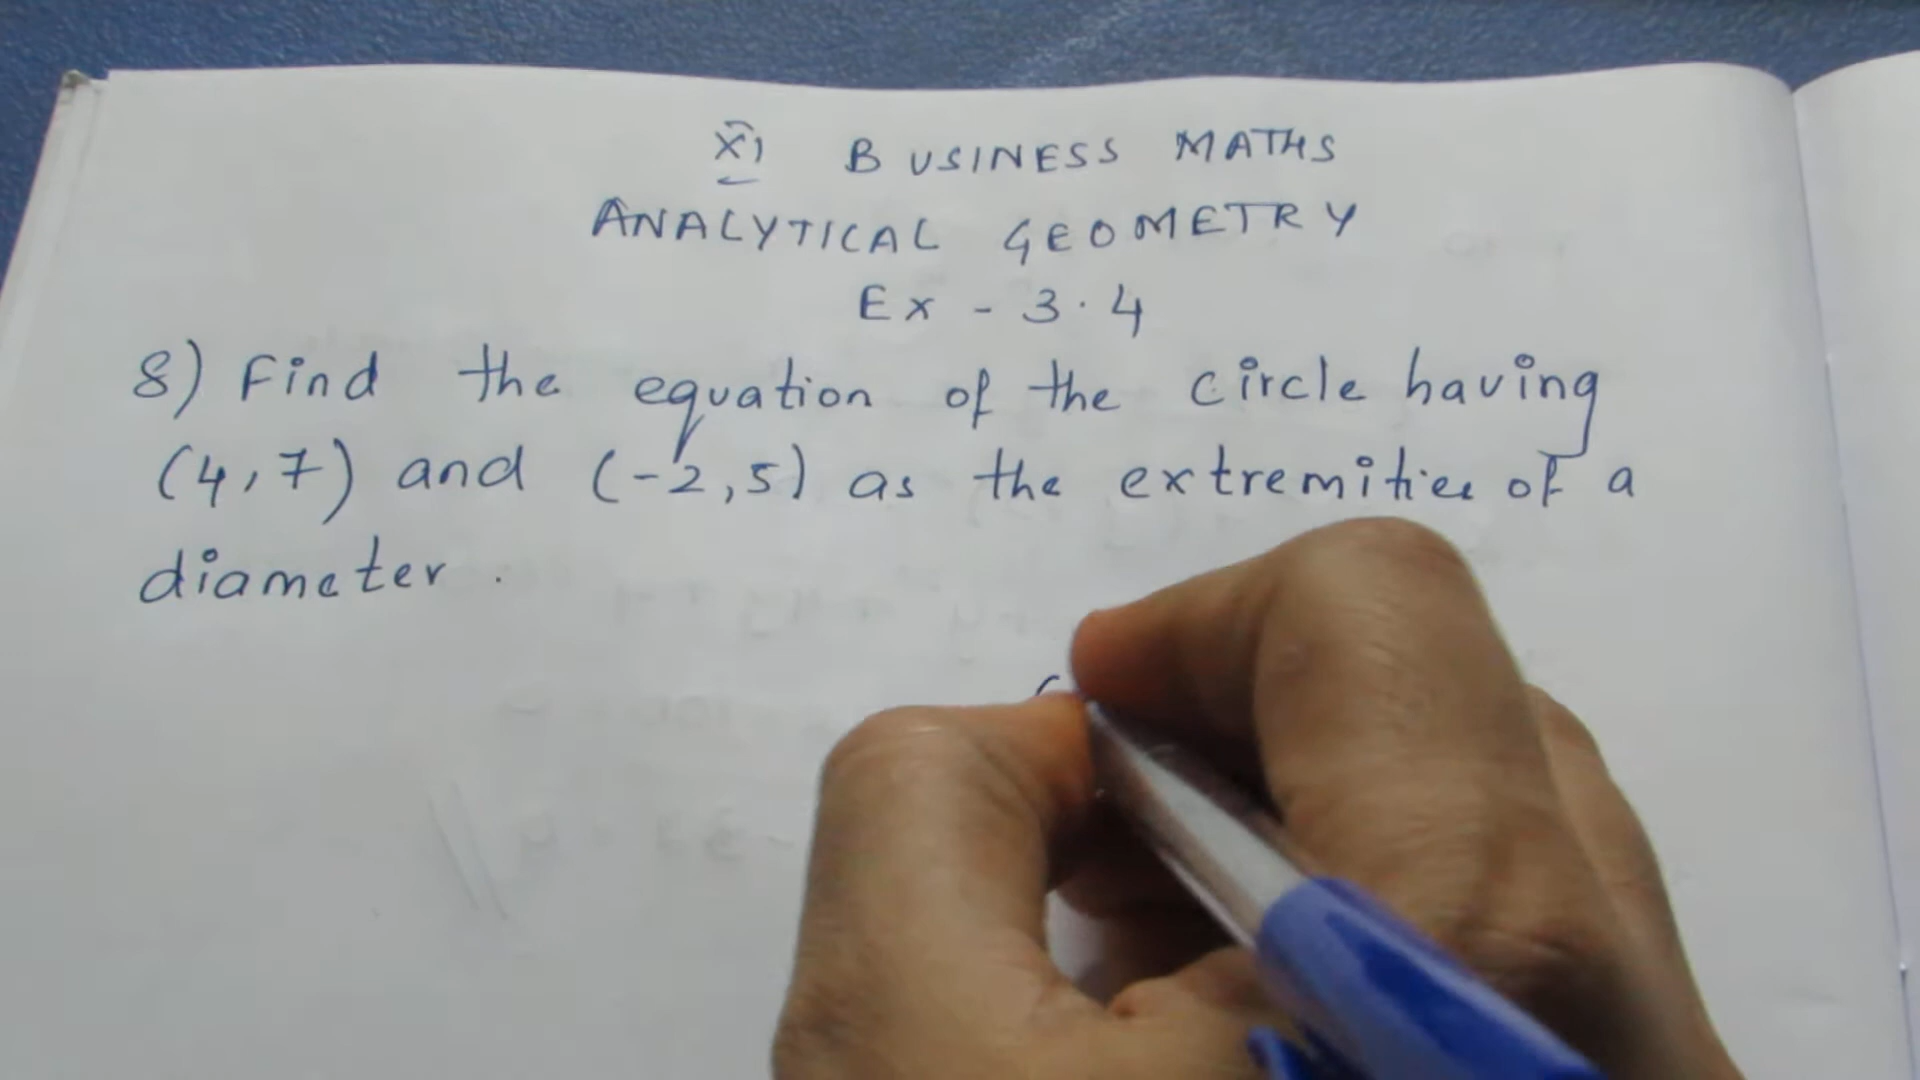 XI BUSINESS MATHS
ANALYTICAL GEOMETRY
Ex - 3.4
8) Find the equation of the circle having
(4,7) and (-2,5) as the extremities of a
diameter.
(